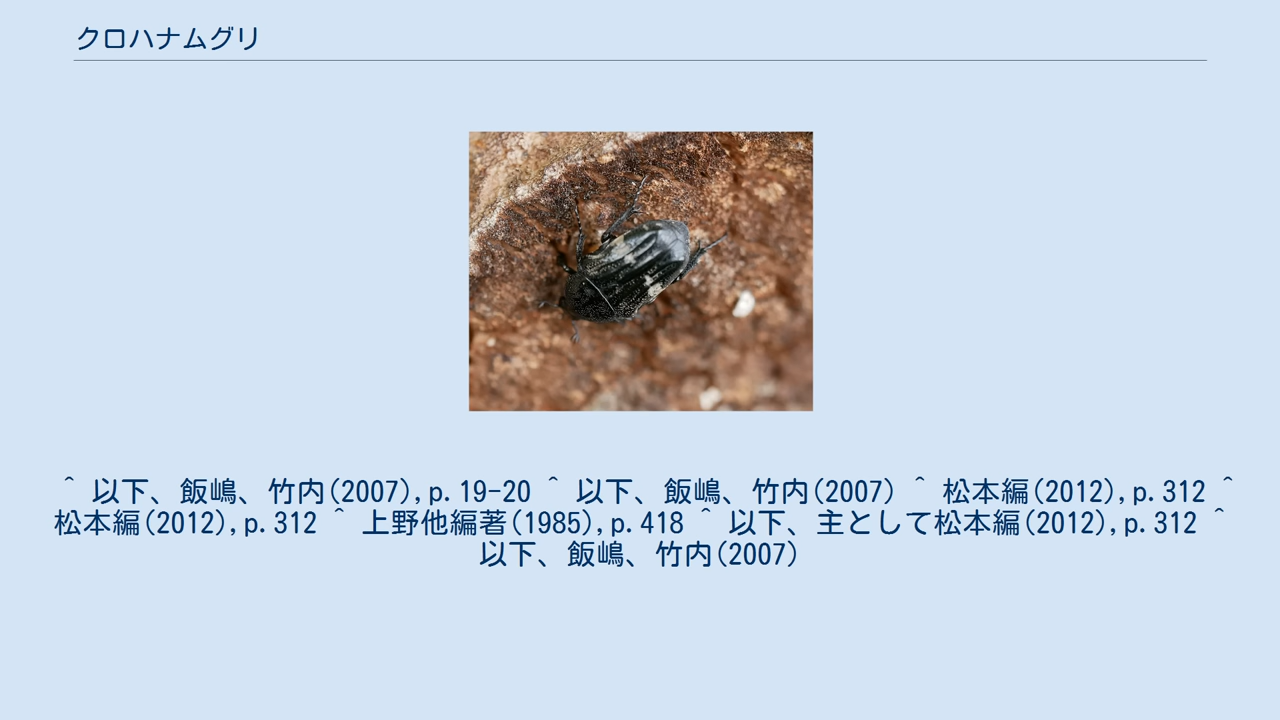 クロハナムグリ
^ 以下、飯嶋、竹内(2007),p.19-20 ^ 以下、飯嶋、竹内(2007) ^ 松本編(2012),p.312 ^
松本編(2012),p.312 ^ 上野他編著(1985),p.418 ^ 以下、主として松本編(2012),p.312 ^
以下、飯嶋、竹内(2007)